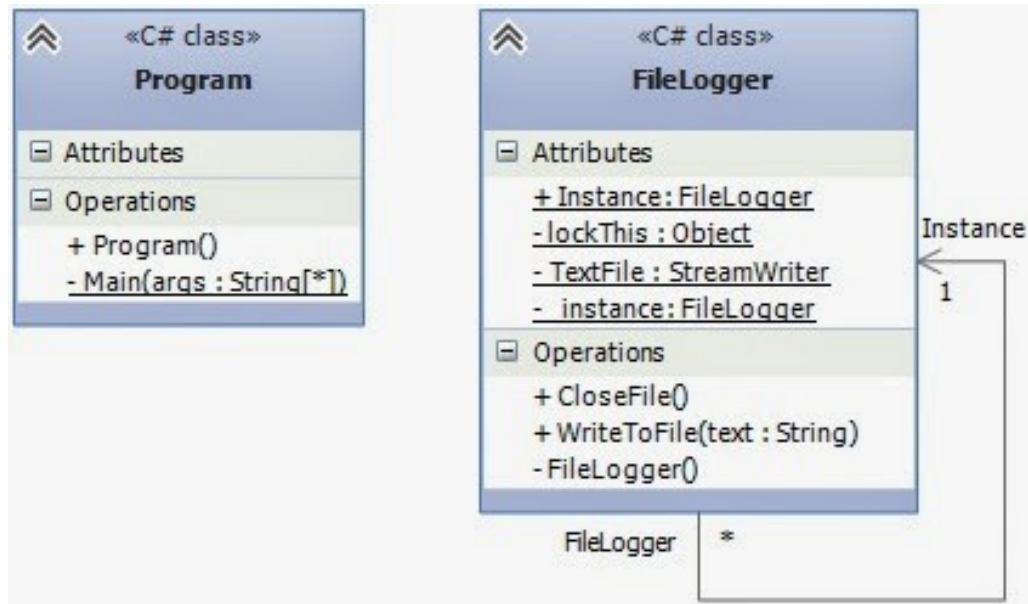 «C# class»
Program
Attributes
Operations
+ Program()
- Main(args : String[*])
«C# class»
FileLogger
Attributes
+ Instance: FileLogger
-lockThis : Object
- TextFile : StreamWriter
- _instance: FileLogger
Operations
+ CloseFile()
+ WriteToFile(text : String)
- FileLogger()
Instance
1
FileLogger
*